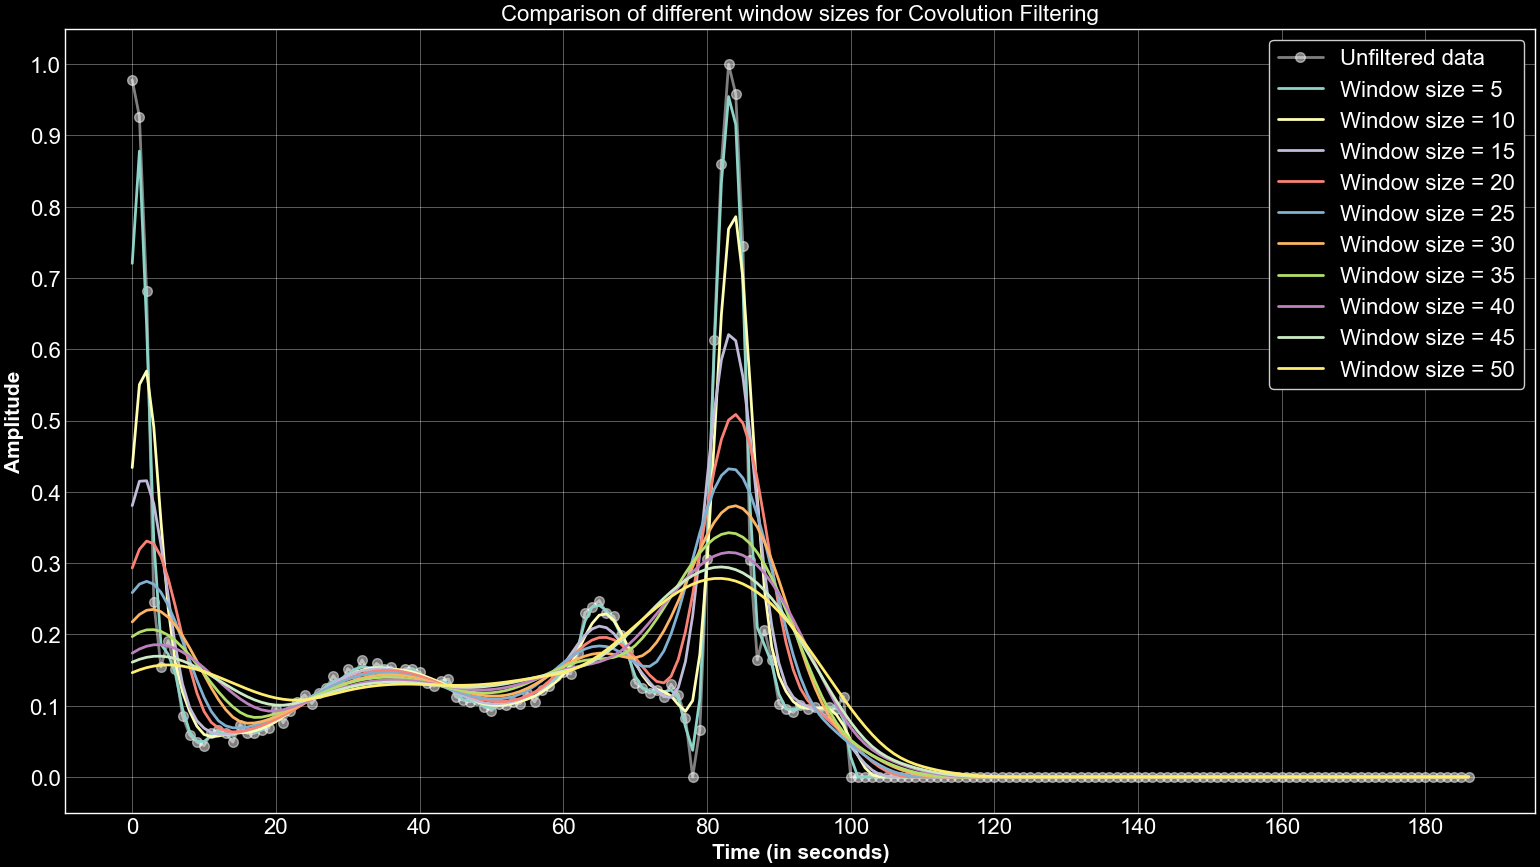 Comparison of different window sizes for Covolution Filtering
Unfiltered data
Window size = 5
Window size = 10
Window size = 15
Window size = 20
Window size = 25
Window size = 30
Window size = 35
Window size = 40
Window size = 45
Window size = 50
1.0
0.9
0.8
0.7
0.6
0.5
0.4
0.3
0.2
0.1
0.0
Amplitude
0 20 40 60 80 100 120 140 160 180
Time (in seconds)